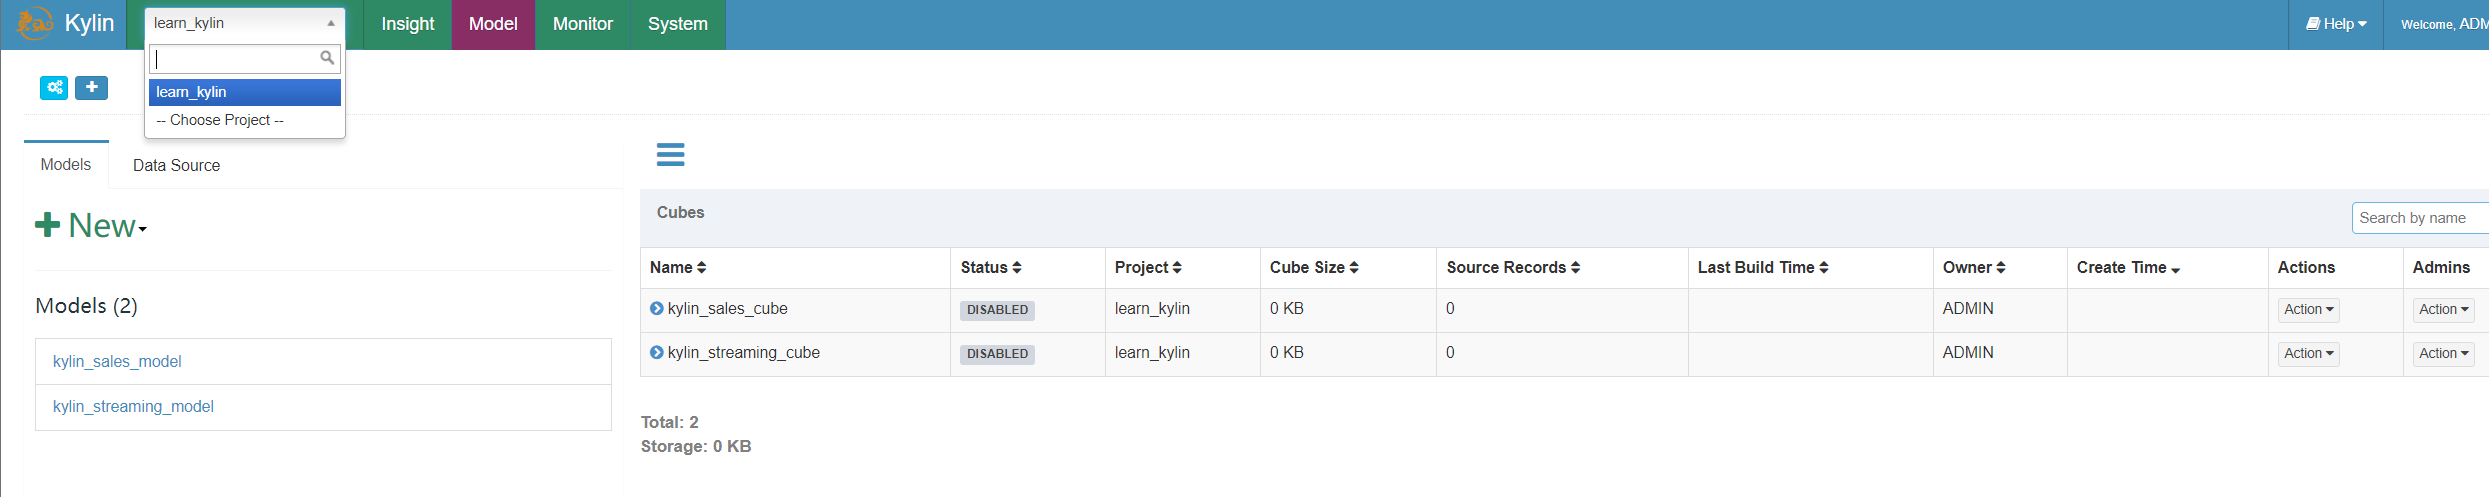 Kylin learn_kylin Insight Model Monitor System Help Welcome, ADM
learn_kylin
-- Choose Project --
Models Data Source
New
Models (2)
kylin_sales_model
kylin_streaming_model
Cubes Search by name
Name Status Project Cube Size Source Records Last Build Time Owner Create Time Actions Admins
kylin_sales_cube DISABLED learn_kylin 0 KB 0 ADMIN Action Action
kylin_streaming_cube DISABLED learn_kylin 0 KB 0 ADMIN Action Action
Total: 2
Storage: 0 KB